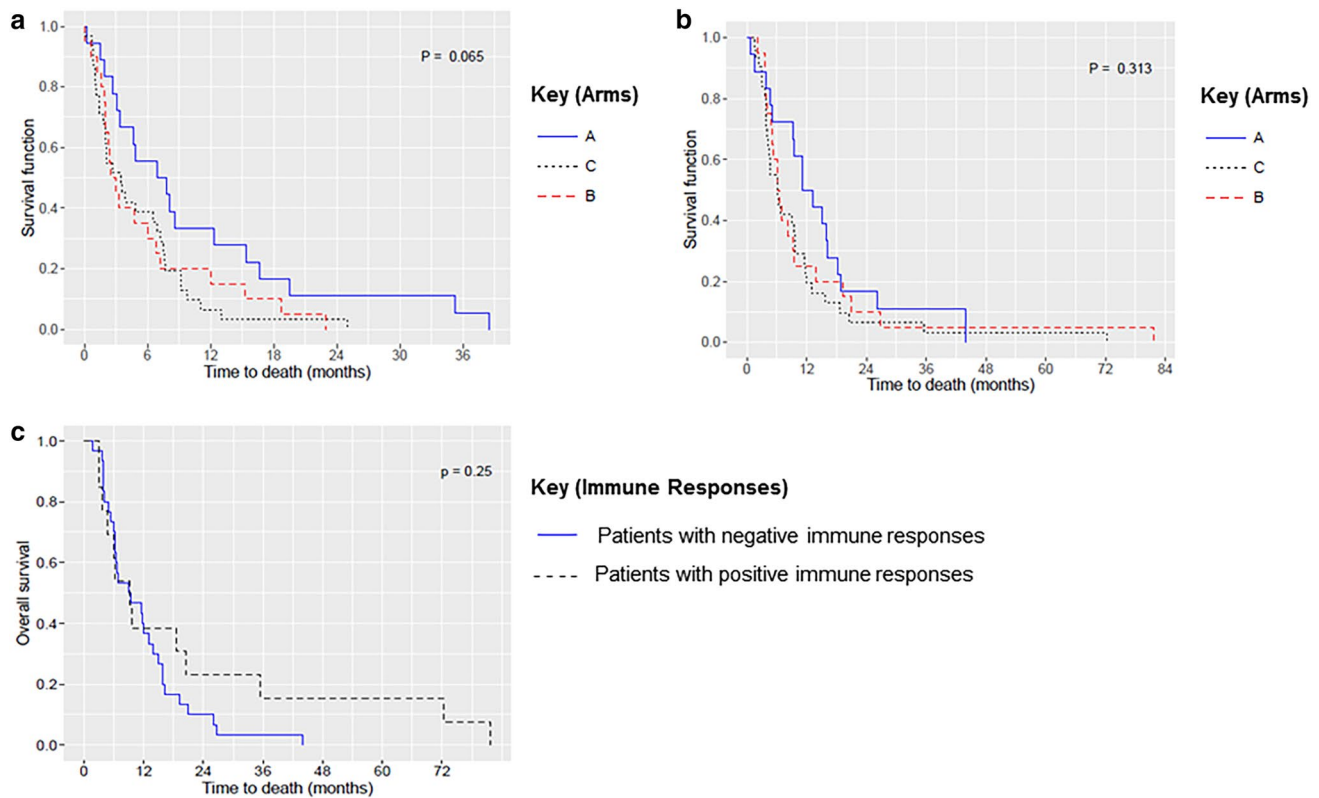 a
P = 0.065
Survival function
1.0
0.8
0.6
0.4
0.2
0.0
0 6 12 18 24 30 36
Time to death (months)
Key (Arms)
A
C
B
b
P = 0.313
Survival function
1.0
0.8
0.6
0.4
0.2
0.0
0 12 24 36 48 60 72 84
Time to death (months)
Key (Arms)
A
C
B
c
p = 0.25
Overall survival
1.0
0.8
0.6
0.4
0.2
0.0
0 12 24 36 48 60 72
Time to death (months)
Key (Immune Responses)
Patients with negative immune responses
Patients with positive immune responses